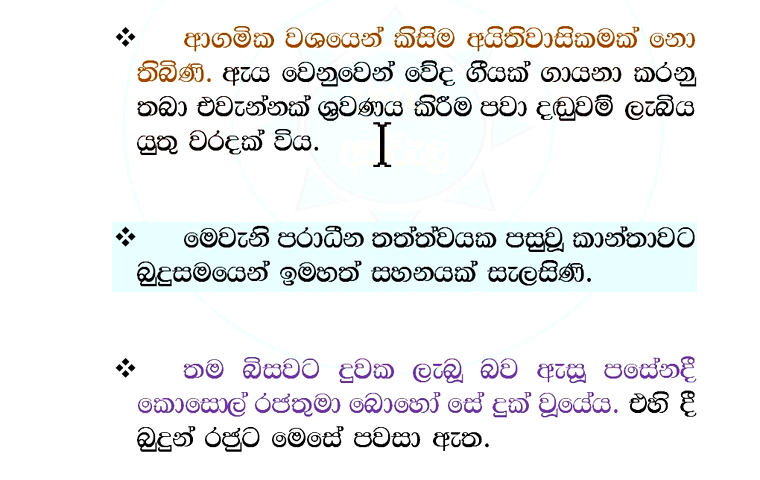 ❖ ආගමික වශයෙන් කිසිම අයිතිවාසිකමක් නො
තිබිණි. ඇය වෙනුවෙන් වේද ගීයක් ගායනා කරනු
තබා එවැන්නක් ශ්‍රවණය කිරීම පවා දඬුවම් ලැබිය
යුතු වරදක් විය.
❖ මෙවැනි පරාධීන තත්ත්වයක පසුවූ කාන්තාවට
බුදුසමයෙන් ඉමහත් සහනයක් සැලසිණි.
❖ තම බිසවට දුවක ලැබූ බව ඇසූ පසේනදී
කොසොල් රජතුමා බොහෝ සේ දුක් වූයේය. එහි දී
බුදුන් රජුට මෙසේ පවසා ඇත.